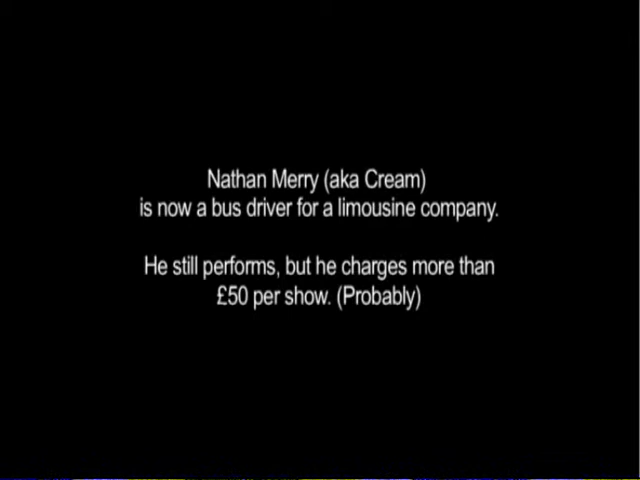 Nathan Merry (aka Cream)
is now a bus driver for a limousine company.
He still performs, but he charges more than
£50 per show. (Probably)